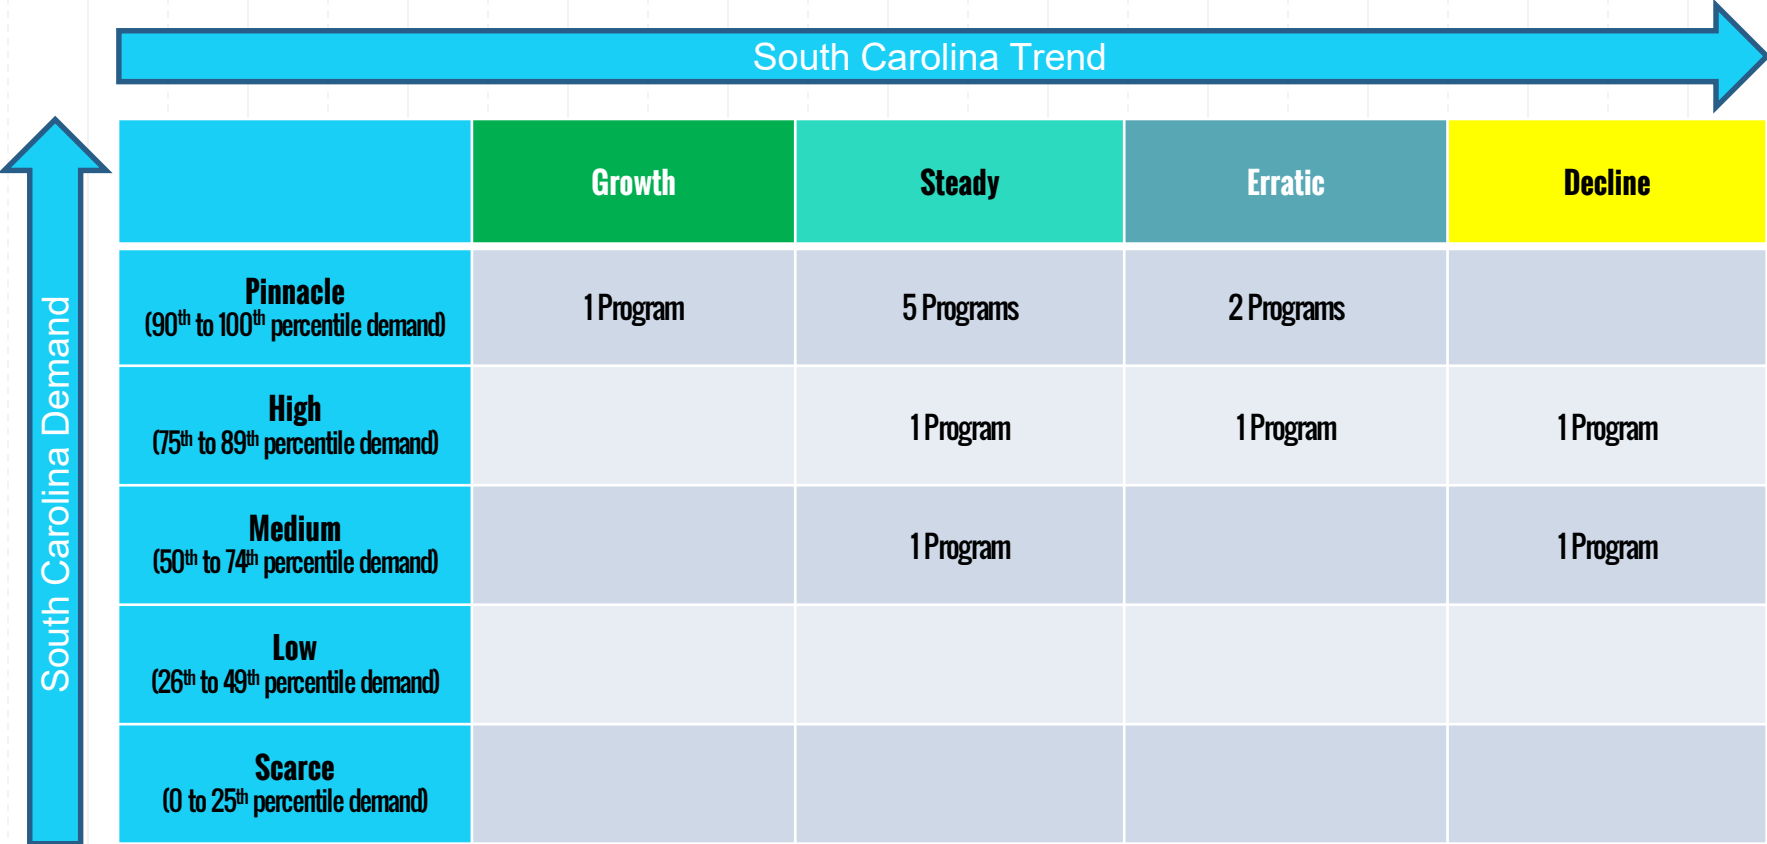 South Carolina Trend
South Carolina Demand
Growth
Steady
Erratic
Decline
Pinnacle
(90th to 100th percentile demand)
1 Program
5 Programs
2 Programs
High
(75th to 89th percentile demand)
1 Program
1 Program
1 Program
Medium
(50th to 74th percentile demand)
1 Program
1 Program
Low
(26th to 49th percentile demand)
Scarce
(0 to 25th percentile demand)